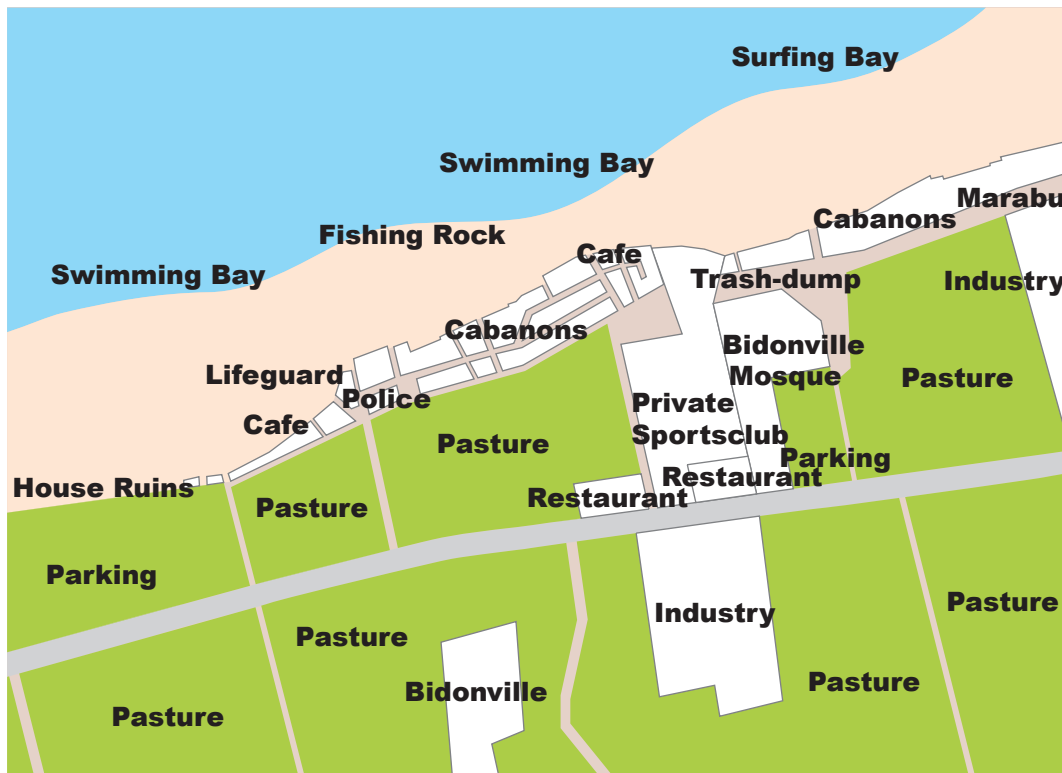 Surfing Bay
Swimming Bay
Marabu
Cabanons
Fishing Rock
Cafe
Swimming Bay
Trash-dump
Industry
Cabanons
Bidonville
Lifeguard
Mosque
Pasture
Police
Private
Sportsclub
Cafe
Pasture
Parking
Restaurant
House Ruins
Restaurant
Pasture
Parking
Pasture
Industry
Pasture
Pasture
Bidonville
Pasture